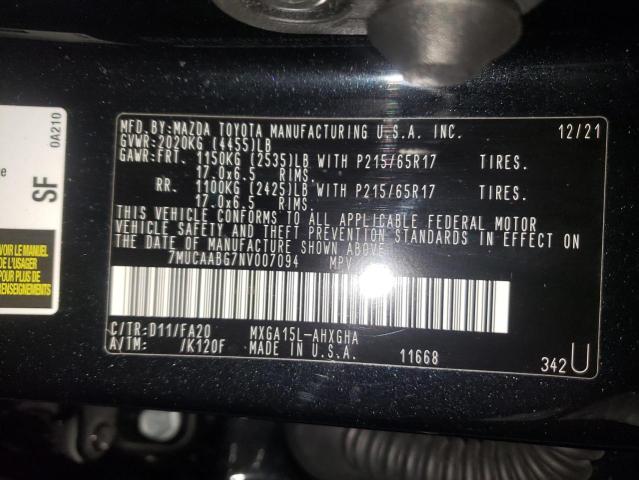 MFD.BY:MAZDA TOYOTA MANUFACTURING U.S.A. INC. 12/21
GVWR:2020KG (4455)LB
GAWR:FRT. 1150KG (2535)LB WITH P215/65R17 TIRES.
17.0x6.5 RIMS.
RR. 1100KG (2425)LB WITH P215/65R17 TIRES.
17.0x6.5 RIMS.
THIS VEHICLE CONFORMS TO ALL APPLICABLE FEDERAL MOTOR
VEHICLE SAFETY AND THEFT PREVENTION STANDARDS IN EFFECT ON
THE DATE OF MANUFACTURE SHOWN ABOVE.
7MUCAABG7NV007094 MPV
C/TR:D11/FA20 MXGA15L-AHXGHA
A/TM: /K120F MADE IN U.S.A. 11668 342U
0A210
SF
VOIR LE MANUEL
DE L'USAGER
POUR PLUS DE
RENSEIGNEMENTS